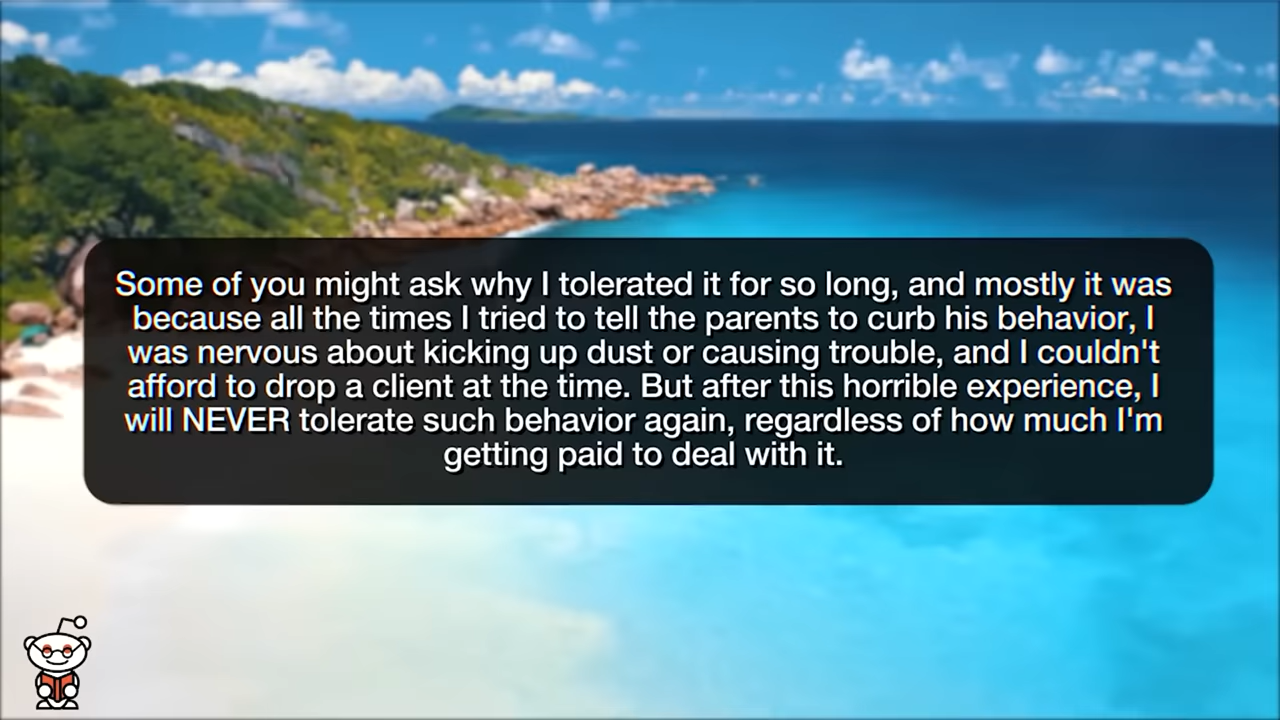 Some of you might ask why I tolerated it for so long, and mostly it was
because all the times I tried to tell the parents to curb his behavior, I
was nervous about kicking up dust or causing trouble, and I couldn't
afford to drop a client at the time. But after this horrible experience, I
will NEVER tolerate such behavior again, regardless of how much I'm
getting paid to deal with it.